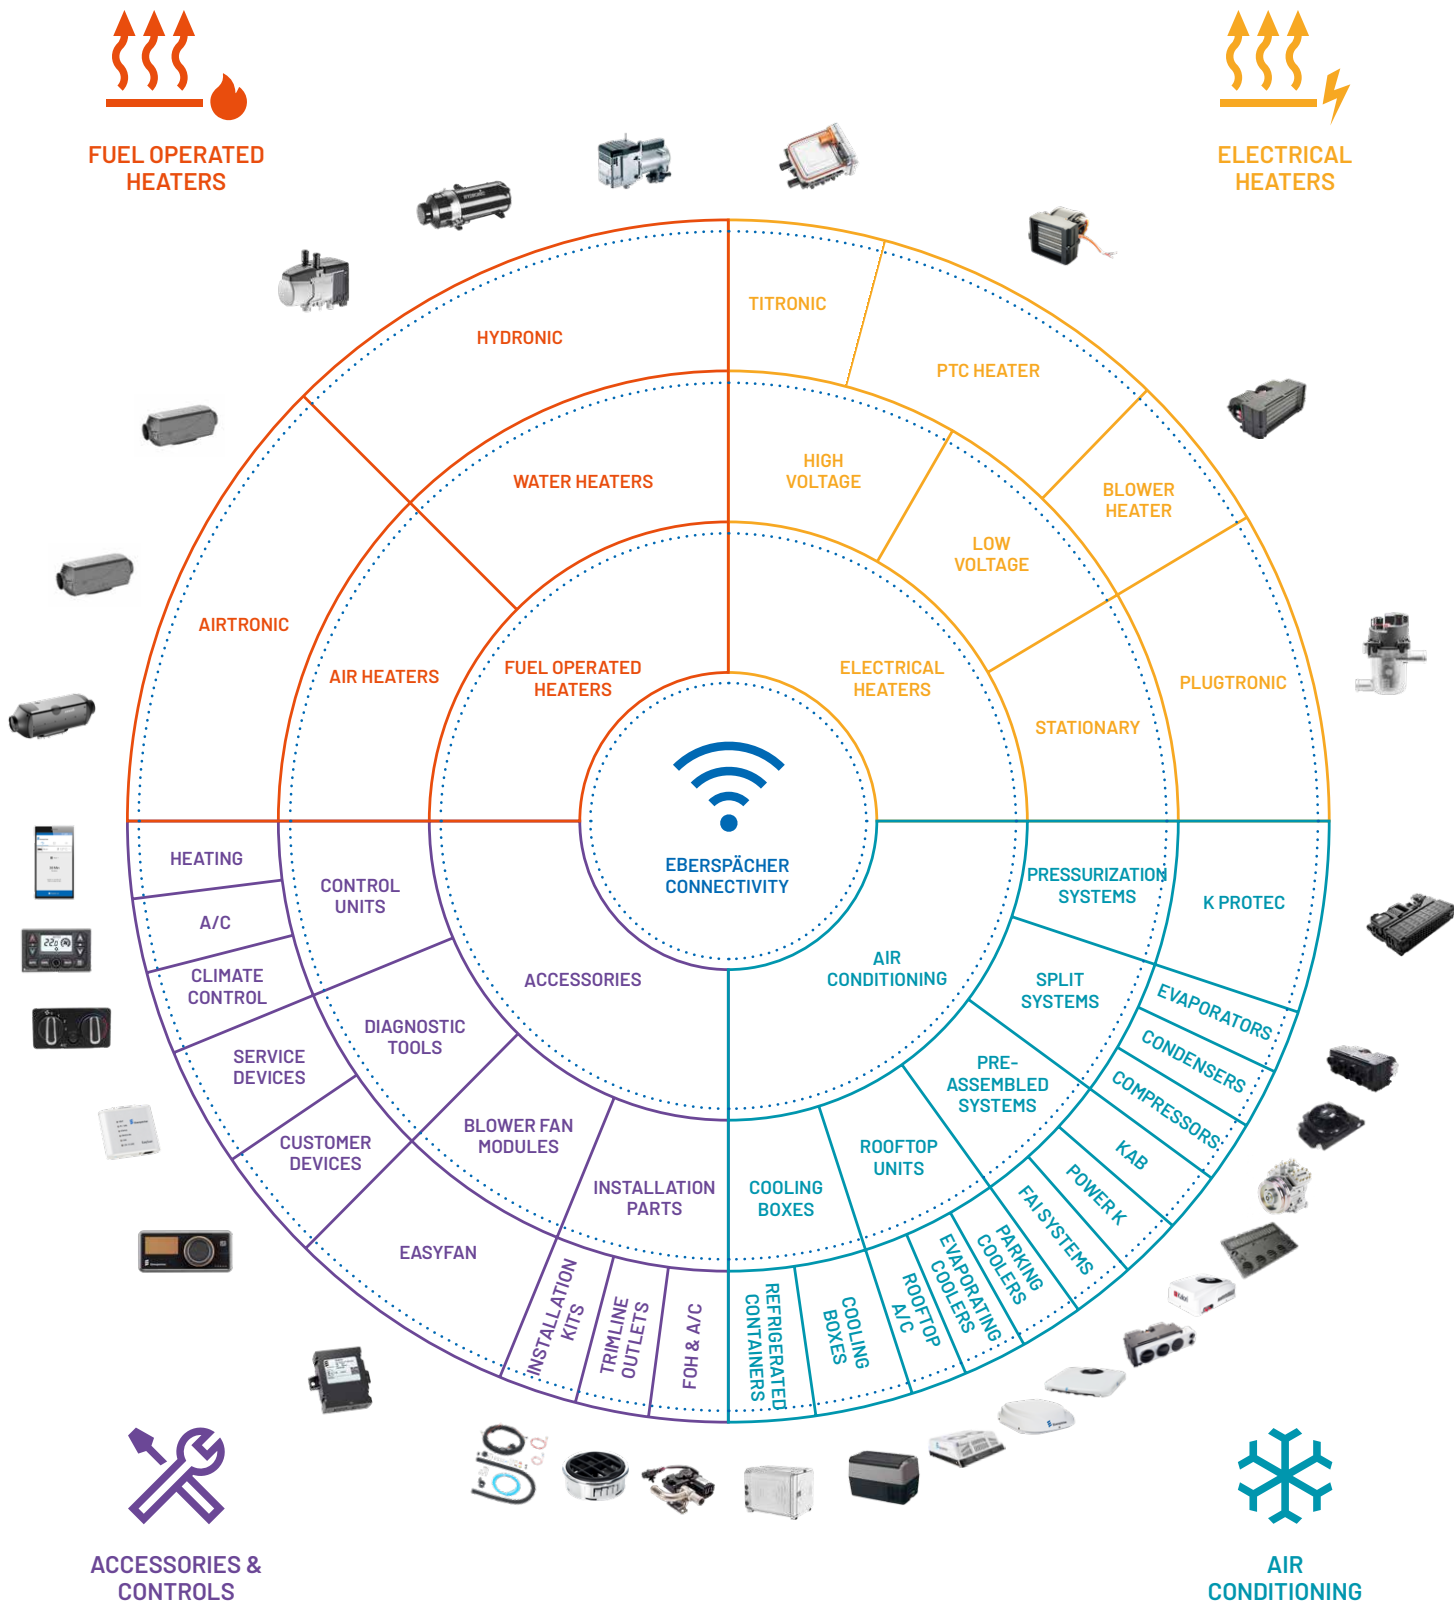 FUEL OPERATED
HEATERS
ELECTRICAL
HEATERS
HYDRONIC
TITRONIC
PTC HEATER
BLOWER
HEATER
WATER HEATERS
HIGH
VOLTAGE
LOW
VOLTAGE
AIRTRONIC
AIR HEATERS
FUEL OPERATED
HEATERS
ELECTRICAL
HEATERS
STATIONARY
PLUGTRONIC
EBERSPÄCHER
CONNECTIVITY
HEATING
A/C
CLIMATE
CONTROL
CONTROL
UNITS
SERVICE
DEVICES
CUSTOMER
DEVICES
DIAGNOSTIC
TOOLS
ACCESSORIES
BLOWER FAN
MODULES
INSTALLATION
PARTS
EASYFAN
INSTALLATION
KITS
TRIMLINE
OUTLETS
FOH & A/C
AIR
CONDITIONING
PRESSURIZATION
SYSTEMS
K PROTEC
SPLIT
SYSTEMS
EVAPORATORS
CONDENSERS
COMPRESSORS
PRE-
ASSEMBLED
SYSTEMS
KAB
POWER K
FAI SYSTEMS
ROOFTOP
UNITS
PARKING
COOLERS
EVAPORATING
COOLERS
ROOFTOP
A/C
COOLING
BOXES
COOLING
BOXES
REFRIGERATED
CONTAINERS
ACCESSORIES &
CONTROLS
AIR
CONDITIONING